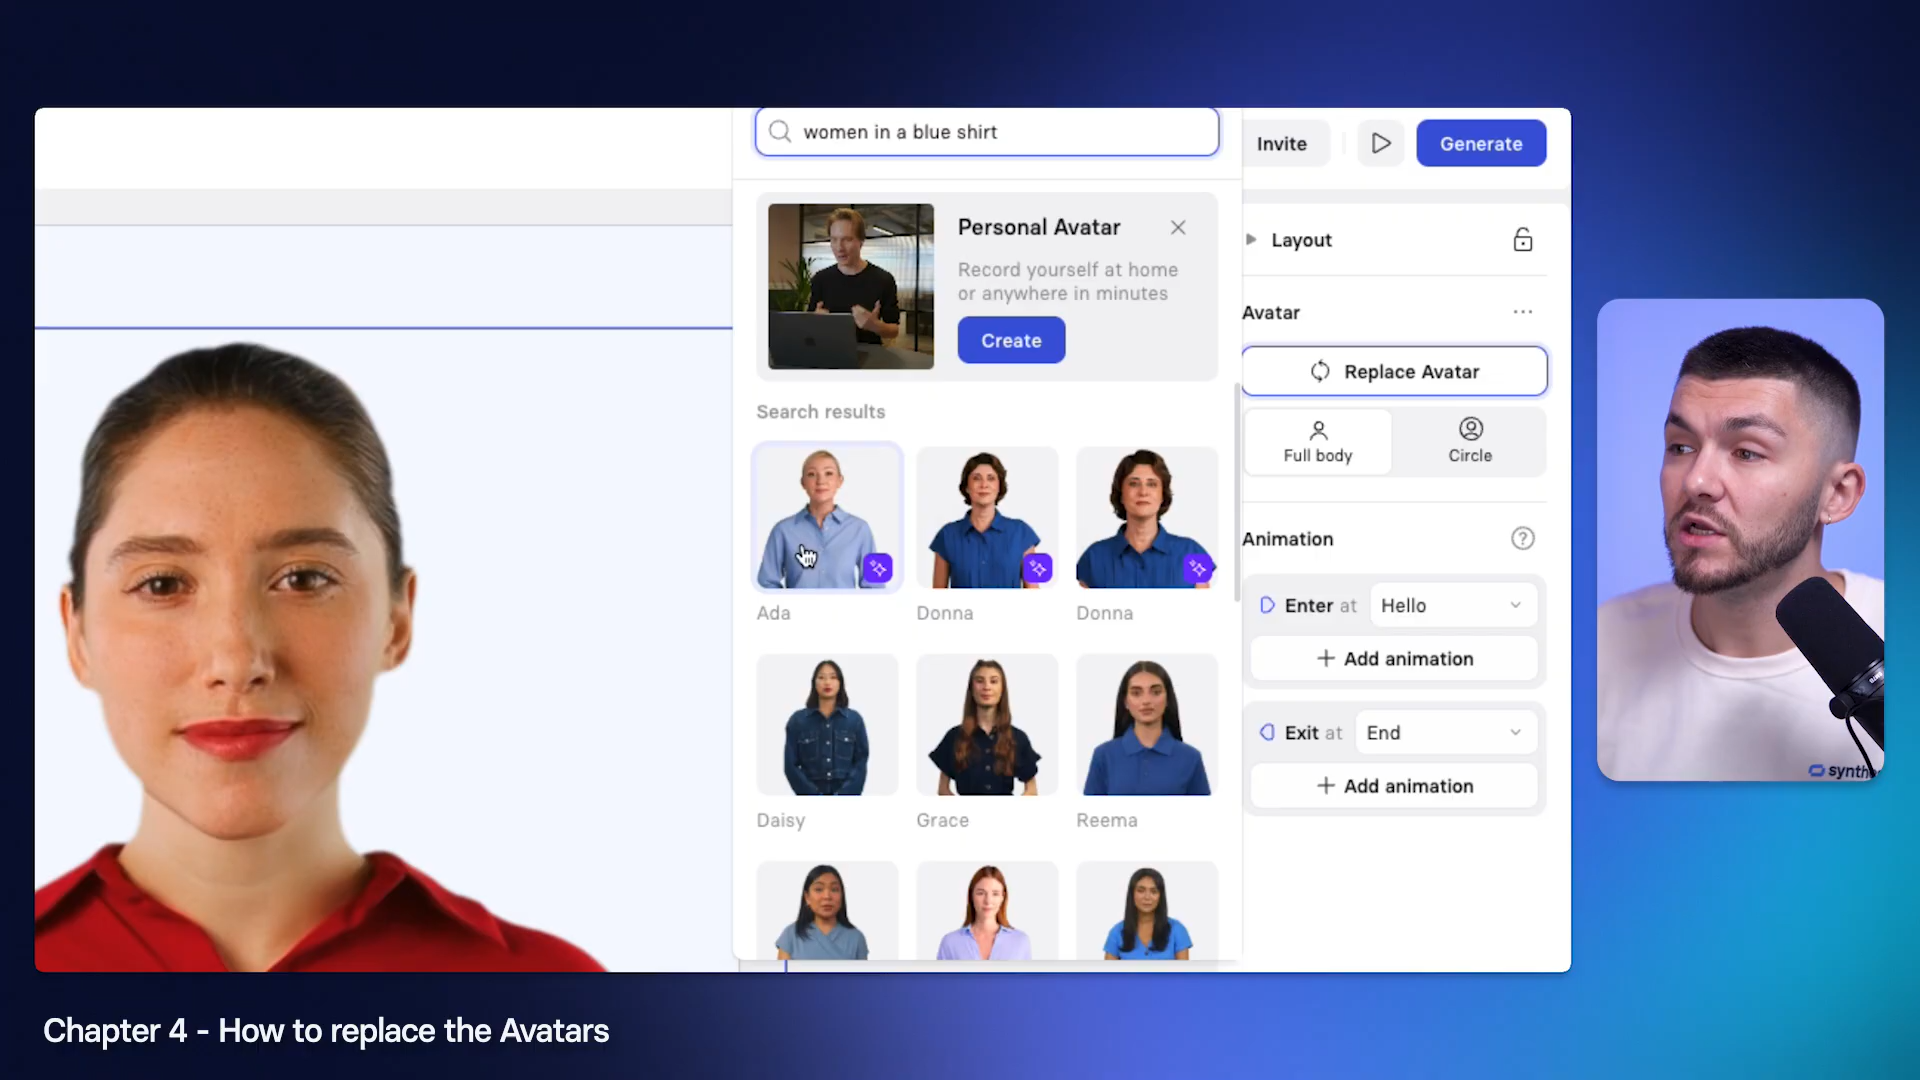 women in a blue shirt
Invite
Generate
Personal Avatar
Record yourself at home
or anywhere in minutes
Create
Layout
Avatar
Replace Avatar
Full body
Circle
Search results
Ada
Donna
Donna
Daisy
Grace
Reema
Animation
Enter at Hello
+ Add animation
Exit at End
+ Add animation
Chapter 4 - How to replace the Avatars